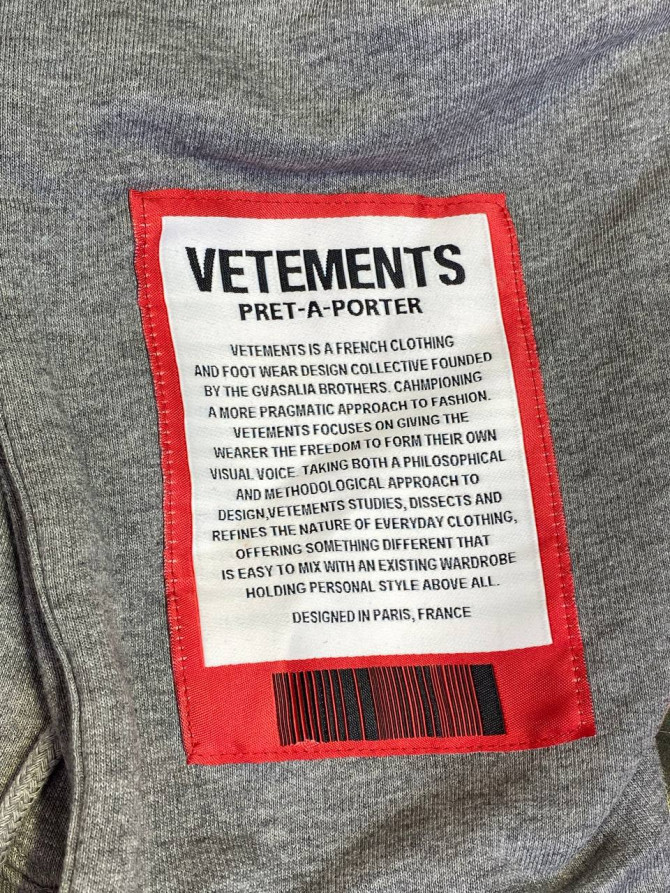 VETEMENTS
PRET-A-PORTER
VETEMENTS IS A FRENCH CLOTHING
AND FOOT WEAR DESIGN COLLECTIVE FOUNDED
BY THE GVASALIA BROTHERS. CAHMPIONING
A MORE PRAGMATIC APPROACH TO FASHION.
VETEMENTS FOCUSES ON GIVING THE
WEARER THE FREEDOM TO FORM THEIR OWN
VISUAL VOICE. TAKING BOTH A PHILOSOPHICAL
AND METHODOLOGICAL APPROACH TO
DESIGN,VETEMENTS STUDIES, DISSECTS AND
REFINES THE NATURE OF EVERYDAY CLOTHING,
OFFERING SOMETHING DIFFERENT THAT
IS EASY TO MIX WITH AN EXISTING WARDROBE
HOLDING PERSONAL STYLE ABOVE ALL.
DESIGNED IN PARIS, FRANCE